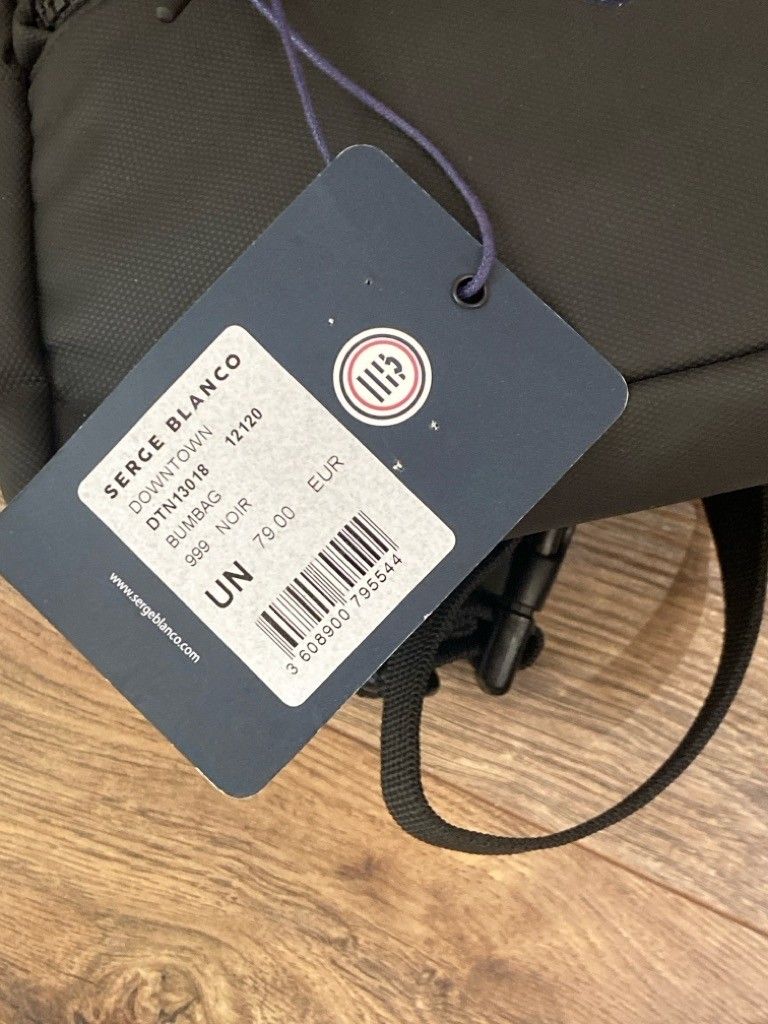 SERGE BLANCO
DOWNTOWN
DTN13018 12120
BUMBAG
999 NOIR
UN 79.00 EUR
3 608900 795544
www.sergeblanco.com